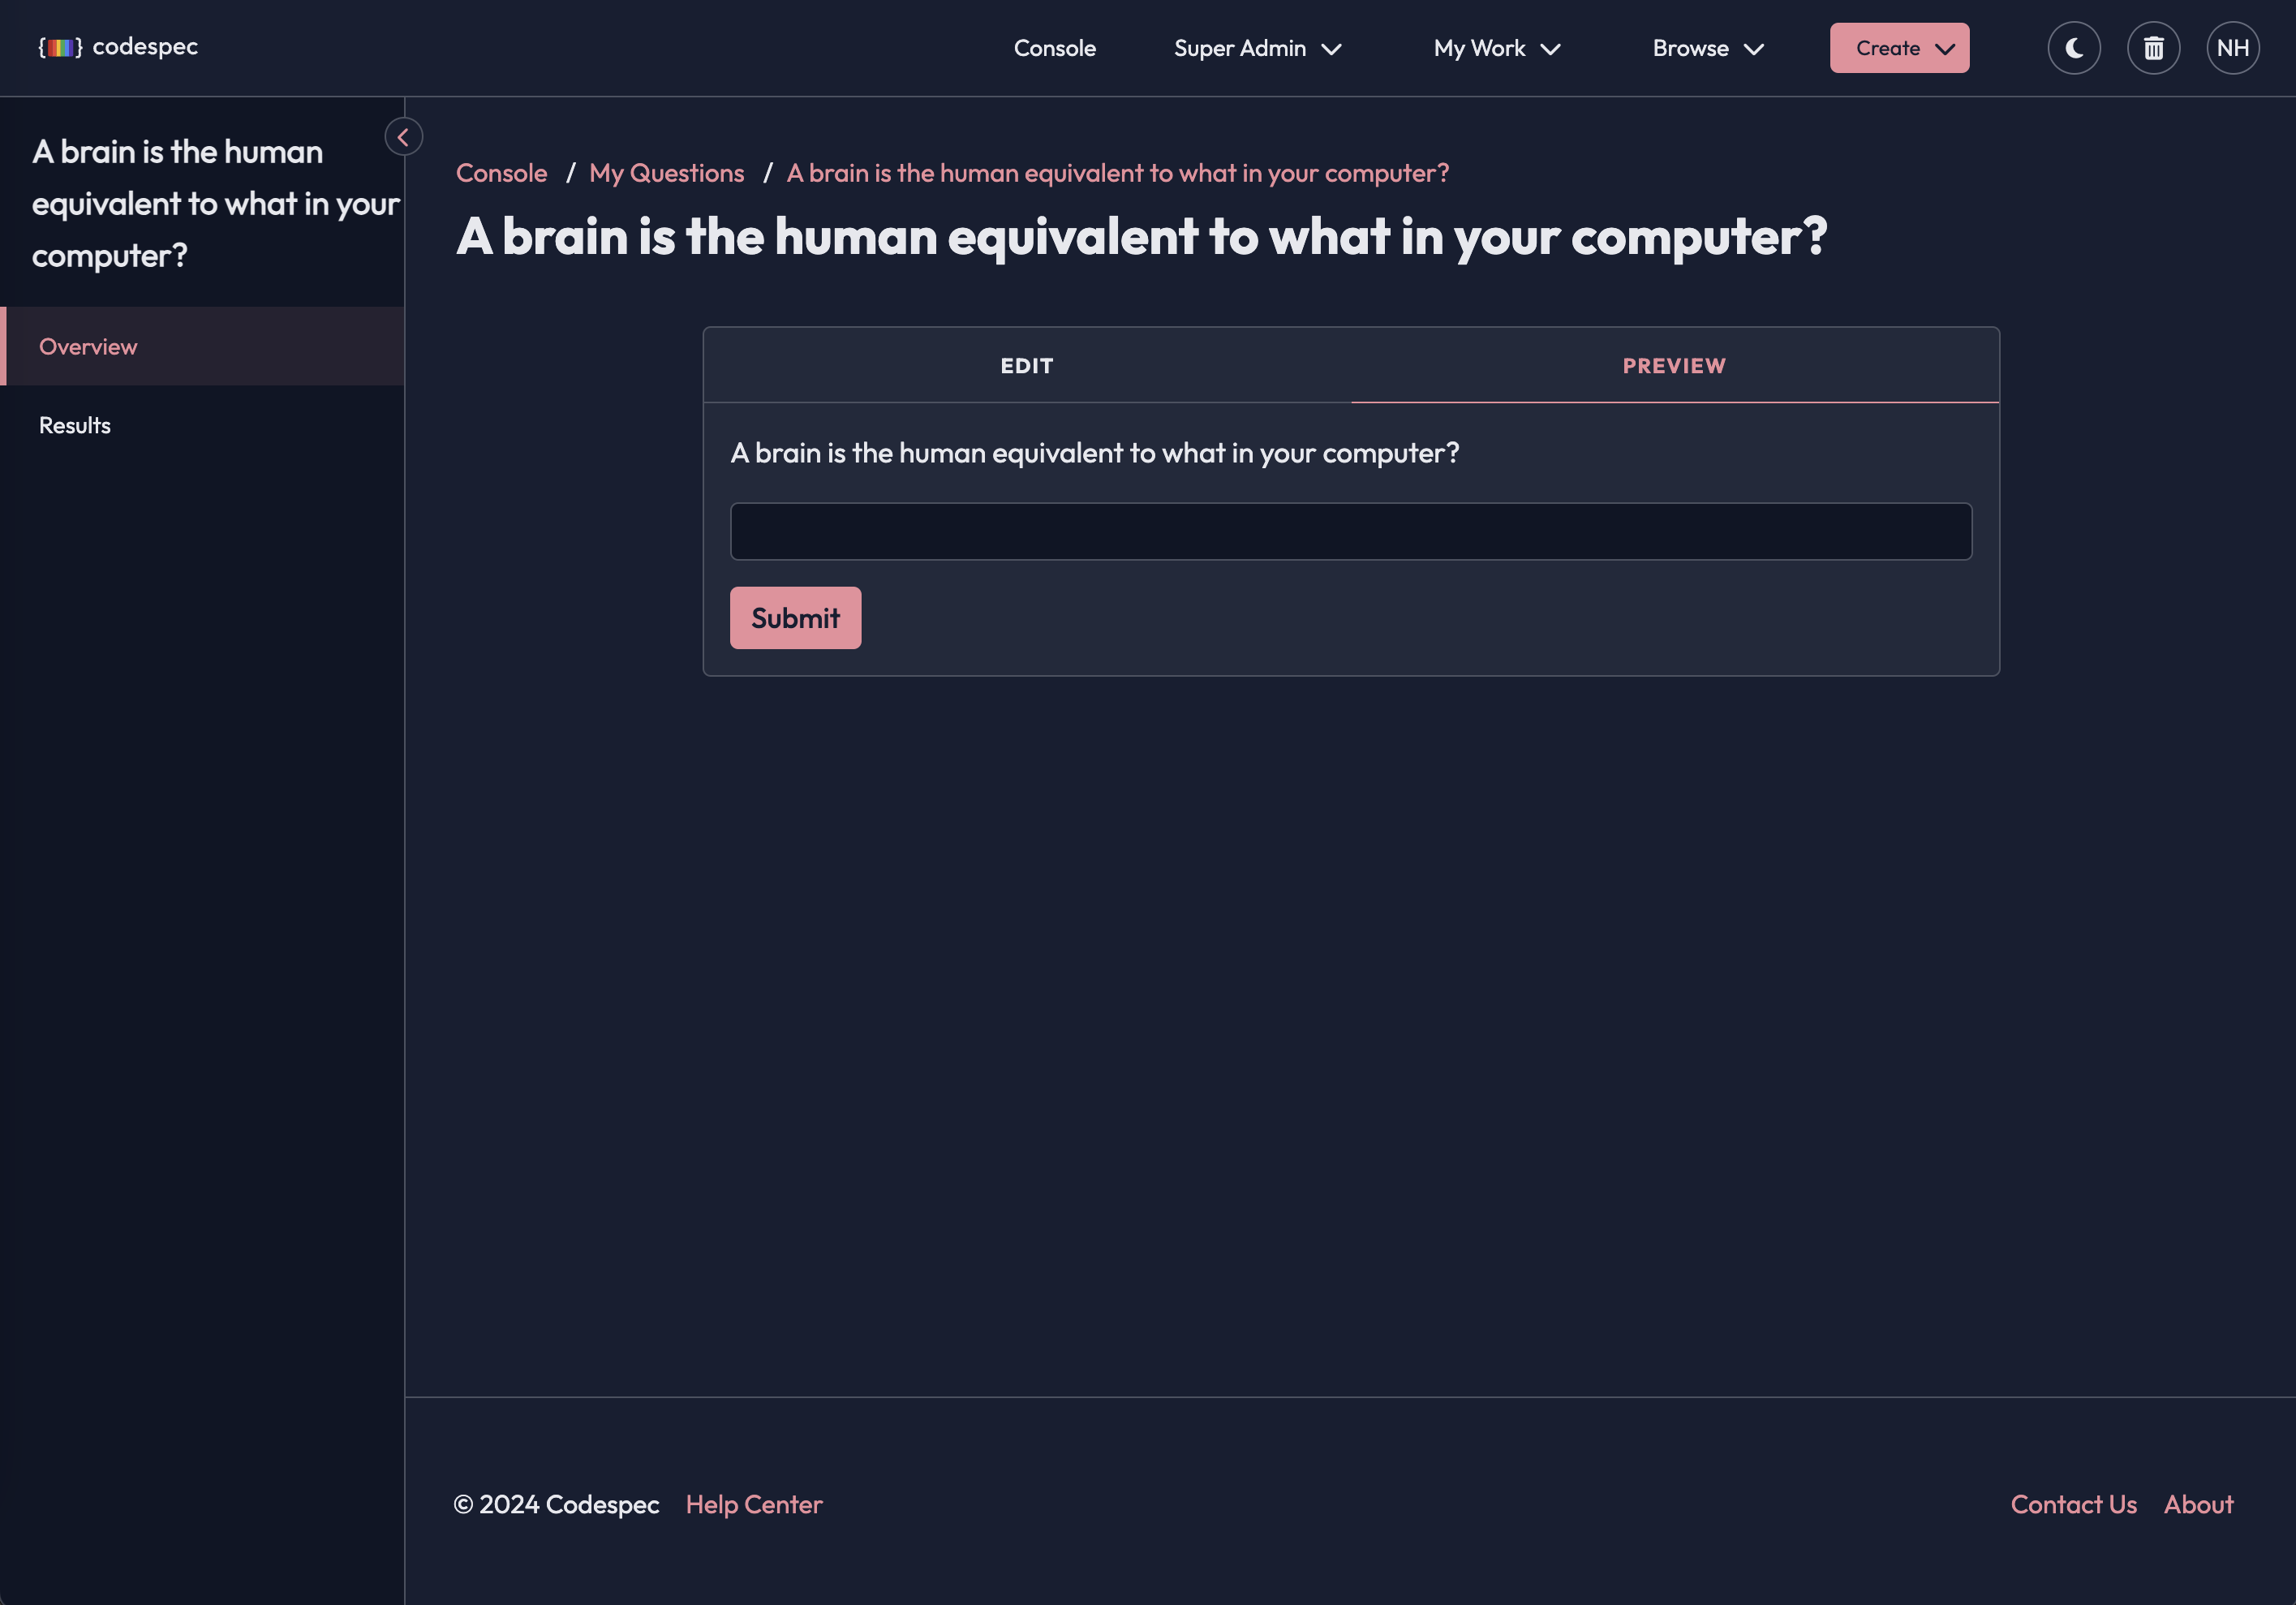 { } codespec
Console
Super Admin
My Work
Browse
Create
NH
A brain is the human
equivalent to what in your
computer?
Overview
Results
Console / My Questions / A brain is the human equivalent to what in your computer?
A brain is the human equivalent to what in your computer?
EDIT
PREVIEW
A brain is the human equivalent to what in your computer?
Submit
© 2024 Codespec
Help Center
Contact Us
About